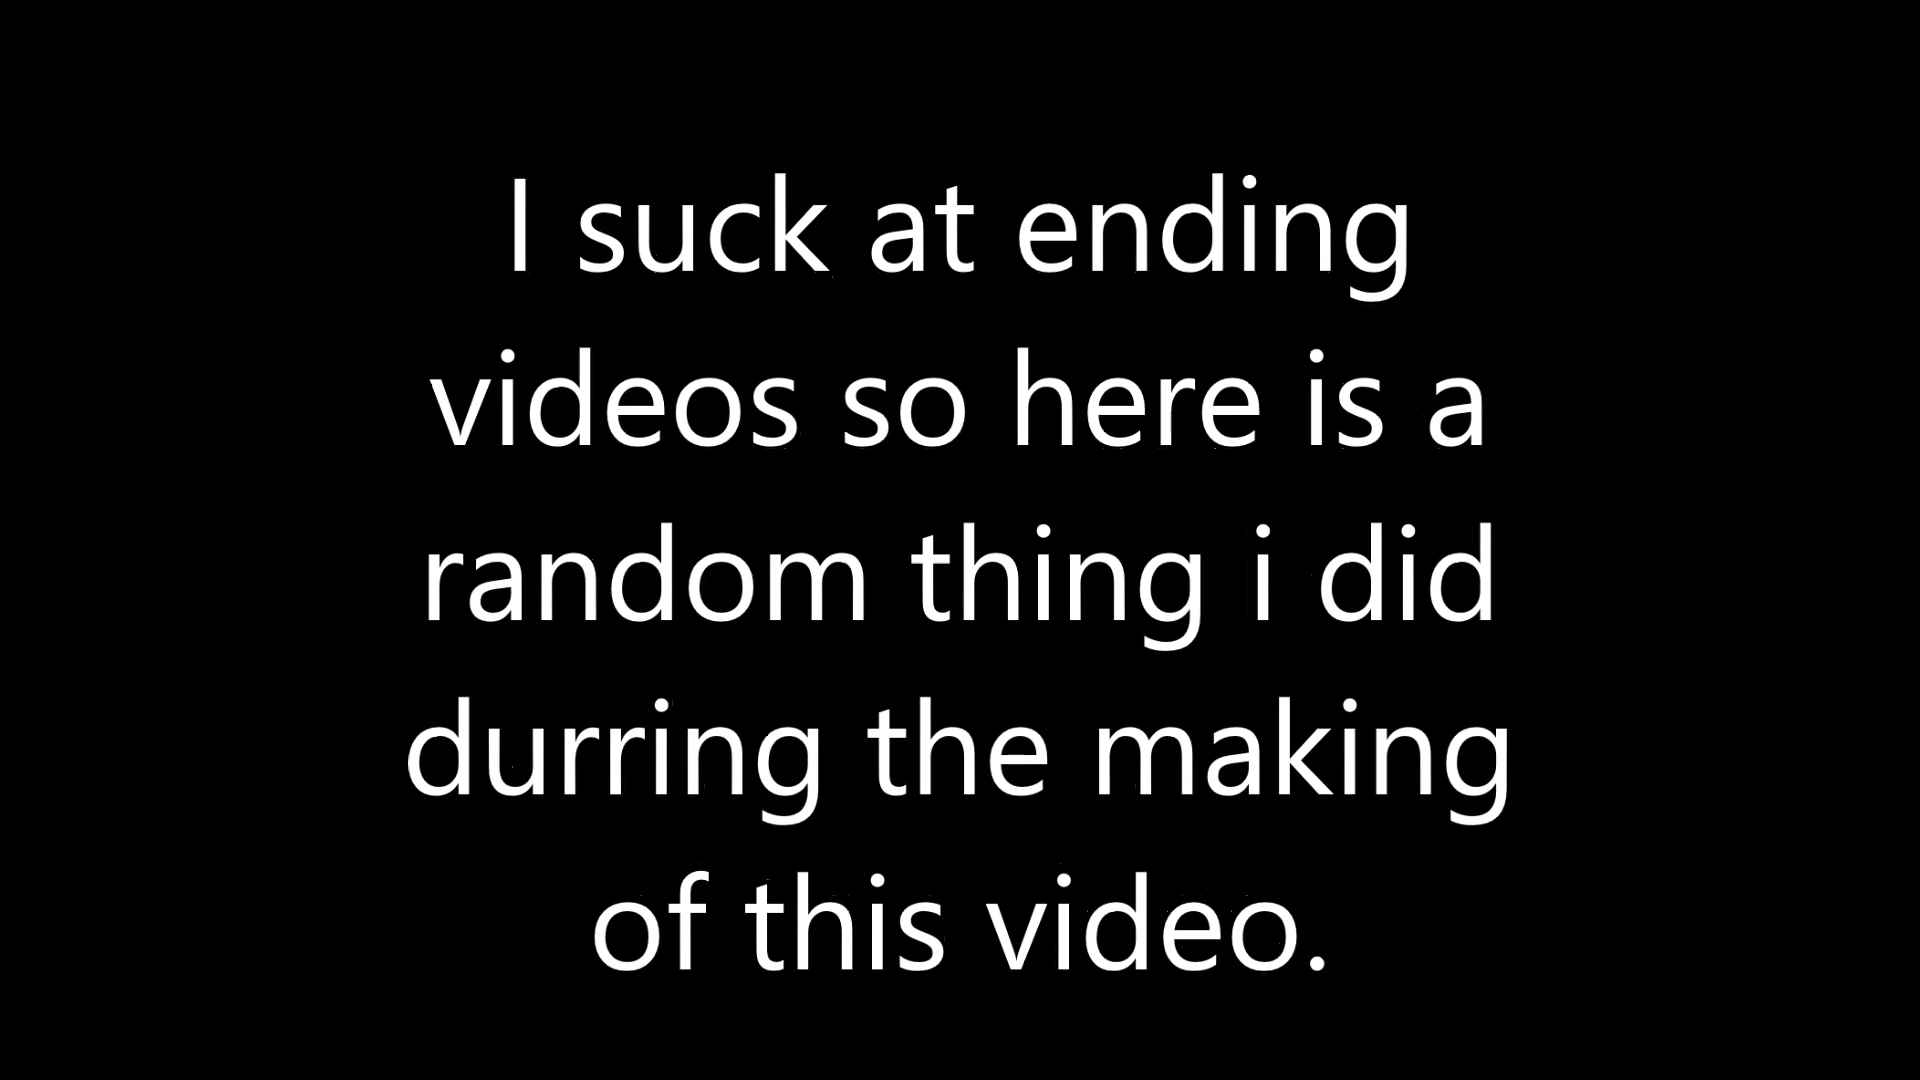 I suck at ending
videos so here is a
random thing i did
durring the making
of this video.